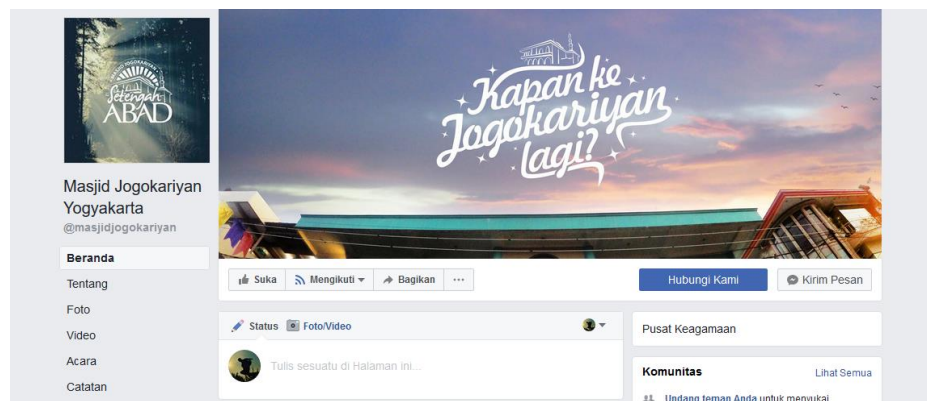 MASJID JOGOKARIYAN
Setengah
ABAD
Kapan ke
Jogokariyan
lagi?
Masjid Jogokariyan
Yogyakarta
@masjidjogokariyan
Beranda
Tentang
Foto
Video
Acara
Catatan
Suka
Mengikuti
Bagikan
Hubungi Kami
Kirim Pesan
Status
Foto/Video
Tulis sesuatu di Halaman ini...
Pusat Keagamaan
Komunitas
Lihat Semua
Undang teman Anda untuk menyukai